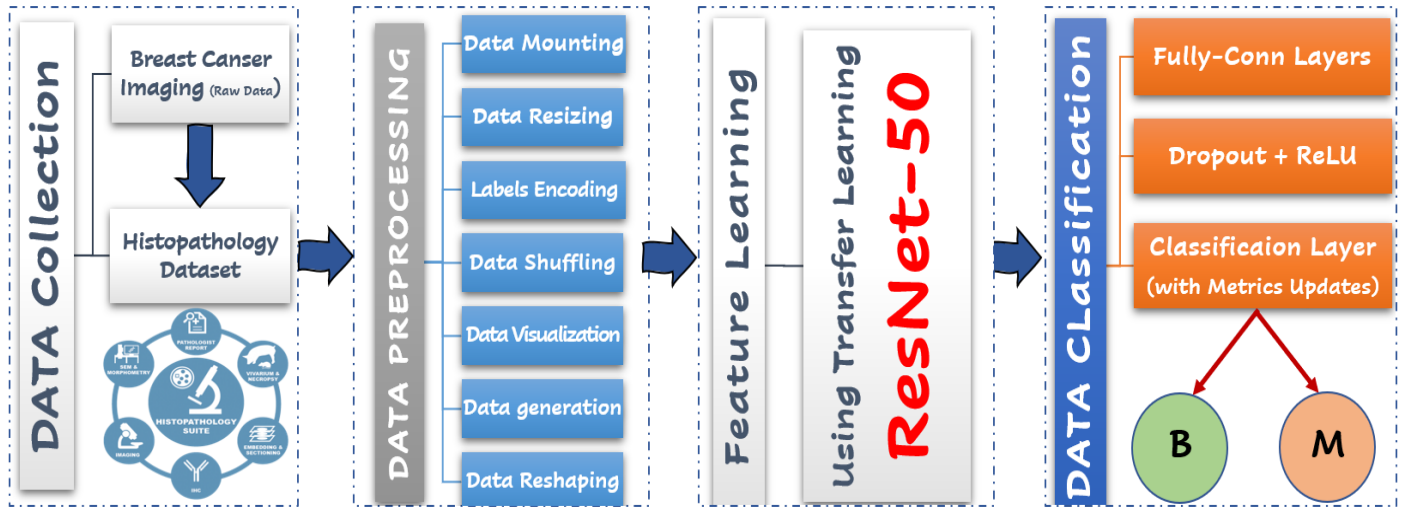 DATA Collection
Breast Canser
Imaging (Raw Data)
Histopathology
Dataset
PATHOLOGIST
REPORT
SEM &
MORPHOMETRY
VIVARIUM &
NECROPSY
HISTOPATHOLOGY
SUITE
IMAGING
EMBEDDING &
SECTIONING
IHC
DATA PREPROCESSING
Data Mounting
Data Resizing
Labels Encoding
Data Shuffling
Data Visualization
Data generation
Data Reshaping
Feature Learning
Using Transfer Learning
ResNet-50
DATA CLassification
Fully-Conn Layers
Dropout + ReLU
Classificaion Layer
(with Metrics Updates)
B
M